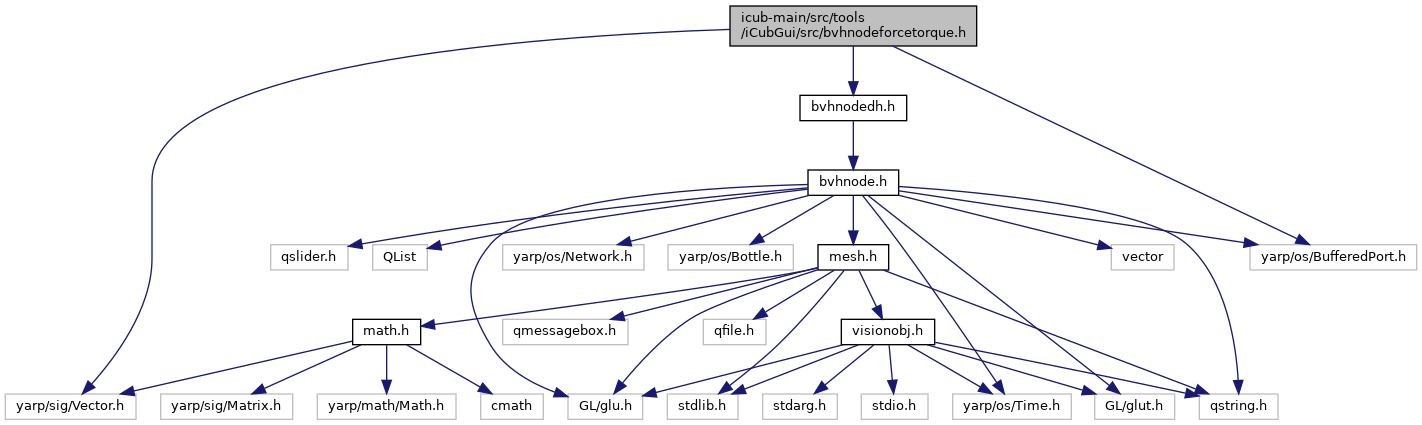 icub-main/src/tools
/iCubGui/src/bvhnodeforcetorque.h
bvhnodedh.h
bvhnode.h
qslider.h
QList
yarp/os/Network.h
yarp/os/Bottle.h
mesh.h
vector
yarp/os/BufferedPort.h
math.h
qmessagebox.h
qfile.h
visionobj.h
yarp/sig/Vector.h
yarp/sig/Matrix.h
yarp/math/Math.h
cmath
GL/glu.h
stdlib.h
stdarg.h
stdio.h
yarp/os/Time.h
GL/glut.h
qstring.h